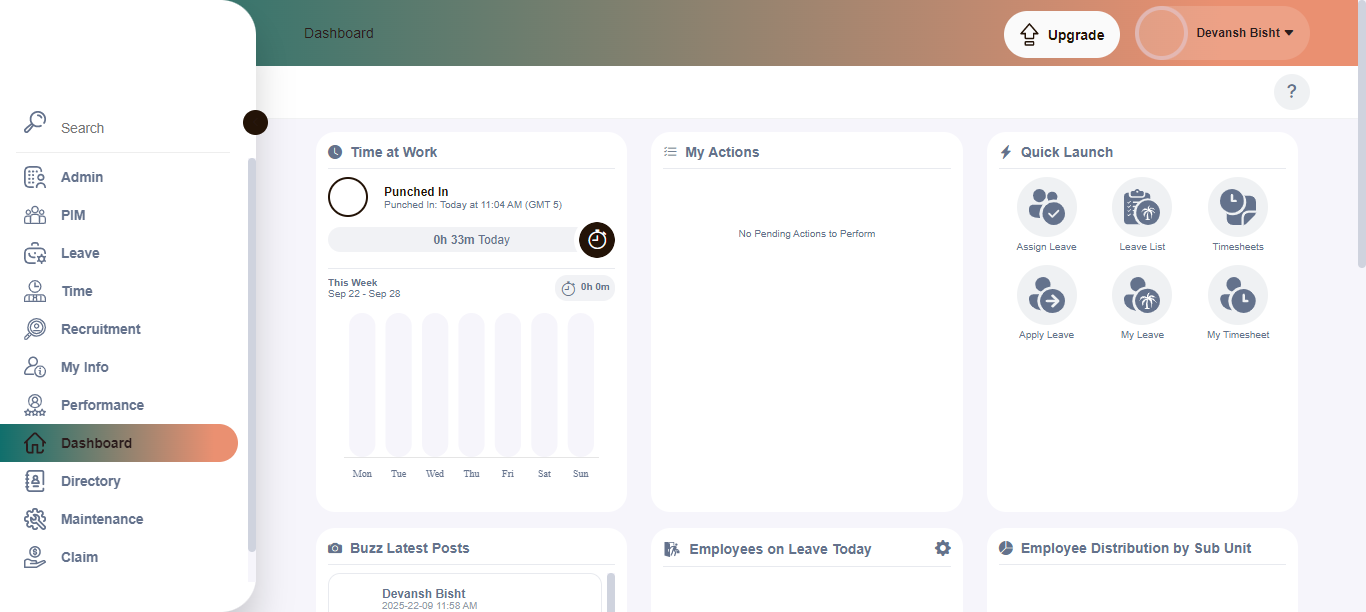 Dashboard
Upgrade
Devansh Bisht
?
Search
Admin
PIM
Leave
Time
Recruitment
My Info
Performance
Dashboard
Directory
Maintenance
Claim
Time at Work
Punched In
Punched In: Today at 11:04 AM (GMT 5)
0h 33m Today
This Week
Sep 22 - Sep 28
0h 0m
Mon Tue Wed Thu Fri Sat Sun
My Actions
No Pending Actions to Perform
Quick Launch
Assign Leave
Leave List
Timesheets
Apply Leave
My Leave
My Timesheet
Buzz Latest Posts
Devansh Bisht
2025-22-09 11:58 AM
Employees on Leave Today
Employee Distribution by Sub Unit